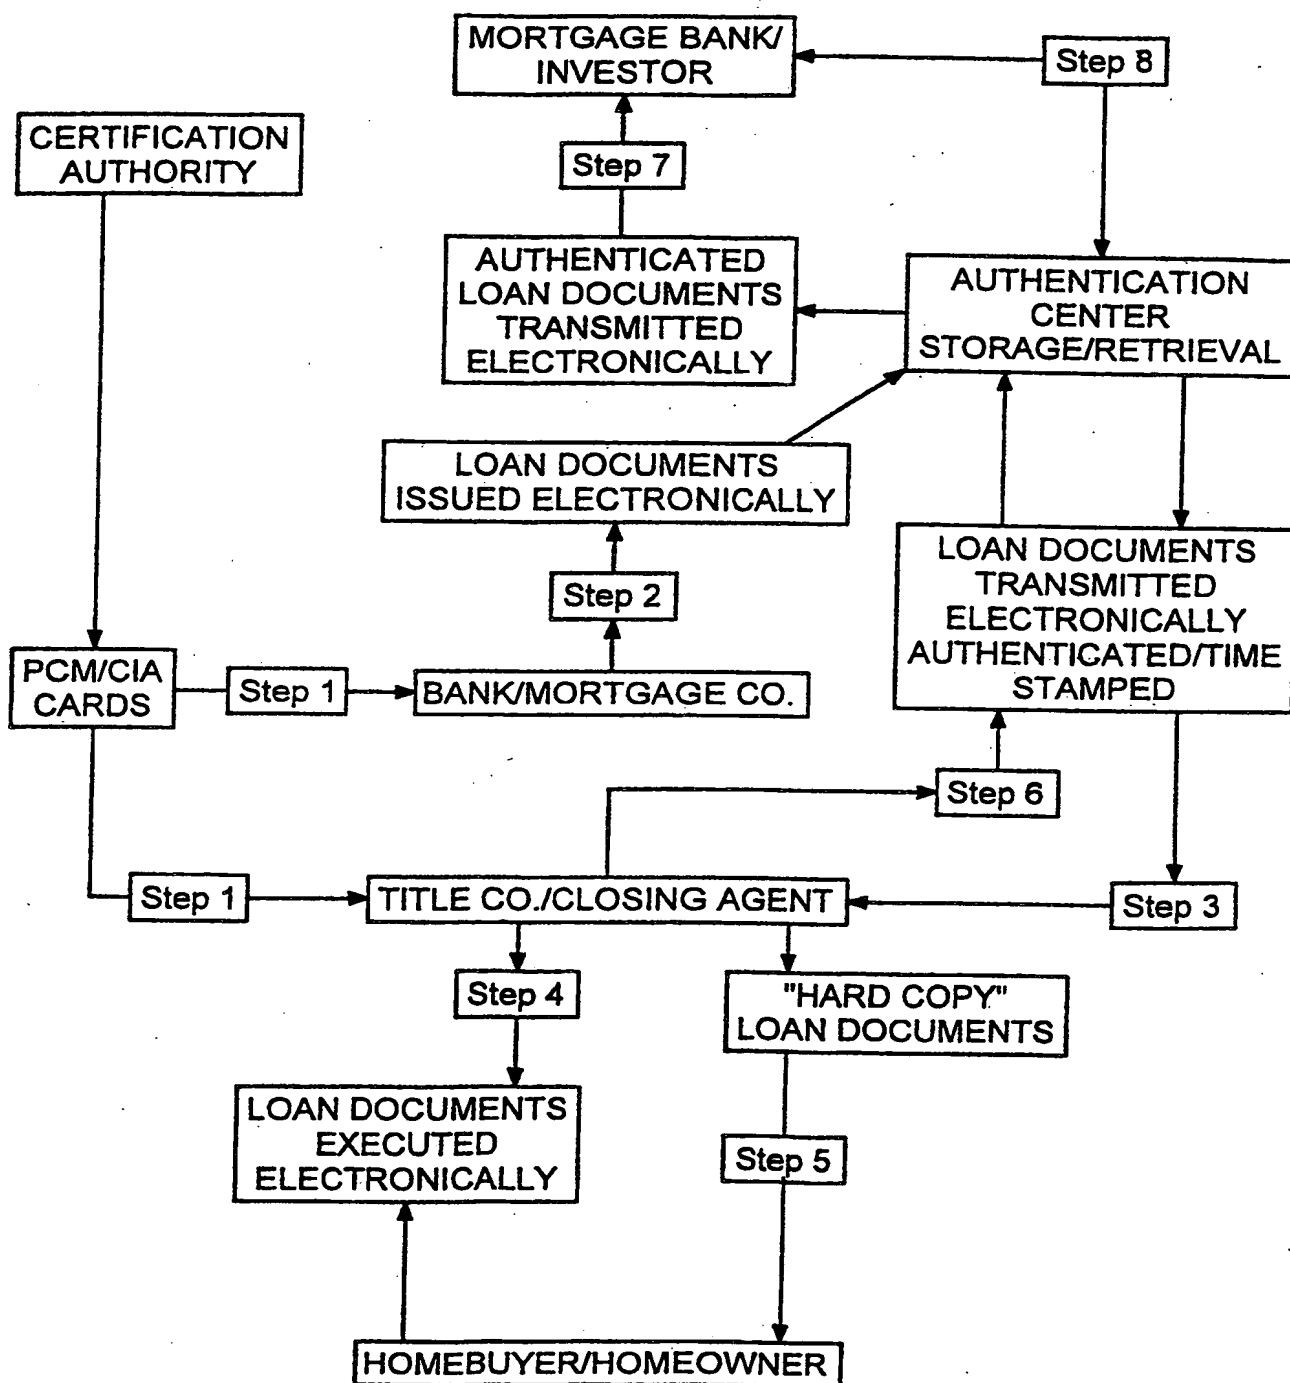 MORTGAGE BANK/
INVESTOR
Step 8
CERTIFICATION
AUTHORITY
Step 7
AUTHENTICATED
LOAN DOCUMENTS
TRANSMITTED
ELECTRONICALLY
AUTHENTICATION
CENTER
STORAGE/RETRIEVAL
LOAN DOCUMENTS
ISSUED ELECTRONICALLY
LOAN DOCUMENTS
TRANSMITTED
ELECTRONICALLY
AUTHENTICATED/TIME
STAMPED
Step 2
PCM/CIA
CARDS
Step 1
BANK/MORTGAGE CO.
Step 6
Step 1
TITLE CO./CLOSING AGENT
Step 3
Step 4
"HARD COPY"
LOAN DOCUMENTS
LOAN DOCUMENTS
EXECUTED
ELECTRONICALLY
Step 5
HOMEBUYER/HOMEOWNER